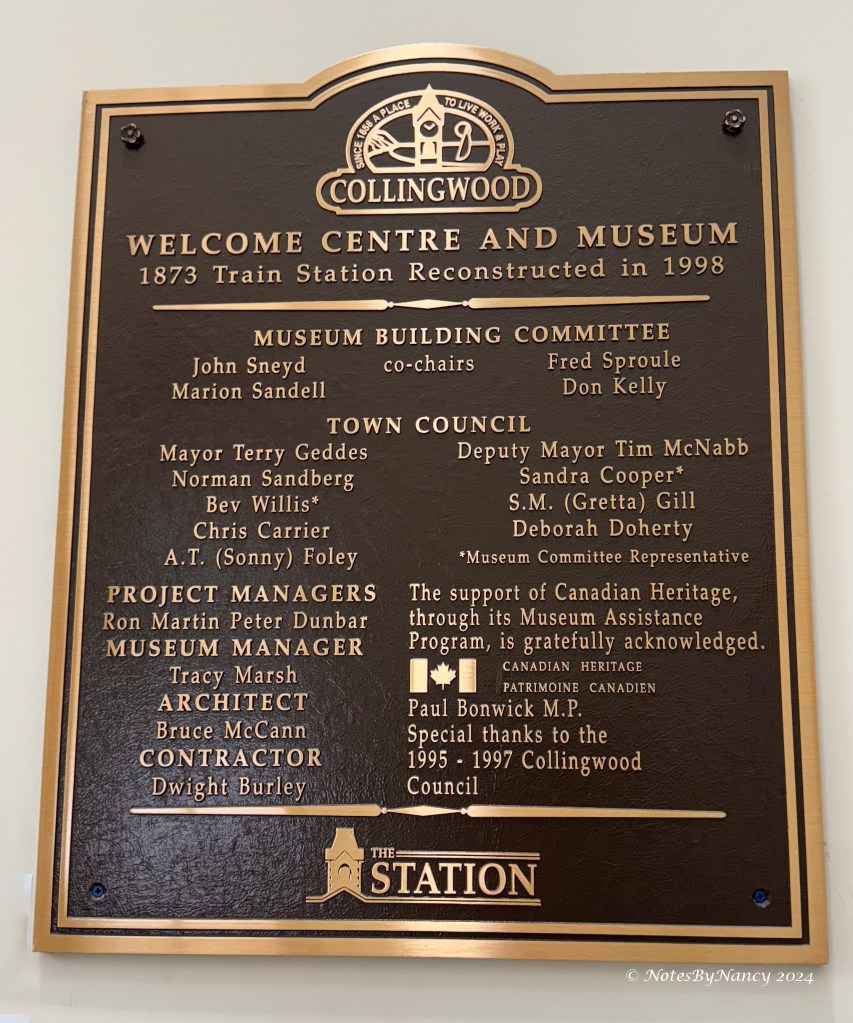 SINCE 1858 A PLACE TO LIVE WORK & PLAY
COLLINGWOOD
WELCOME CENTRE AND MUSEUM
1873 Train Station Reconstructed in 1998
MUSEUM BUILDING COMMITTEE
John Sneyd co-chairs Fred Sproule
Marion Sandell Don Kelly
TOWN COUNCIL
Mayor Terry Geddes Deputy Mayor Tim McNabb
Norman Sandberg Sandra Cooper*
Bev Willis* S.M. (Gretta) Gill
Chris Carrier Deborah Doherty
A.T. (Sonny) Foley *Museum Committee Representative
PROJECT MANAGERS
Ron Martin Peter Dunbar
MUSEUM MANAGER
Tracy Marsh
ARCHITECT
Bruce McCann
CONTRACTOR
Dwight Burley
The support of Canadian Heritage,
through its Museum Assistance
Program, is gratefully acknowledged.
CANADIAN HERITAGE
PATRIMOINE CANADIEN
Paul Bonwick M.P.
Special thanks to the
1995 - 1997 Collingwood
Council
THE
STATION
© NotesByNancy 2024